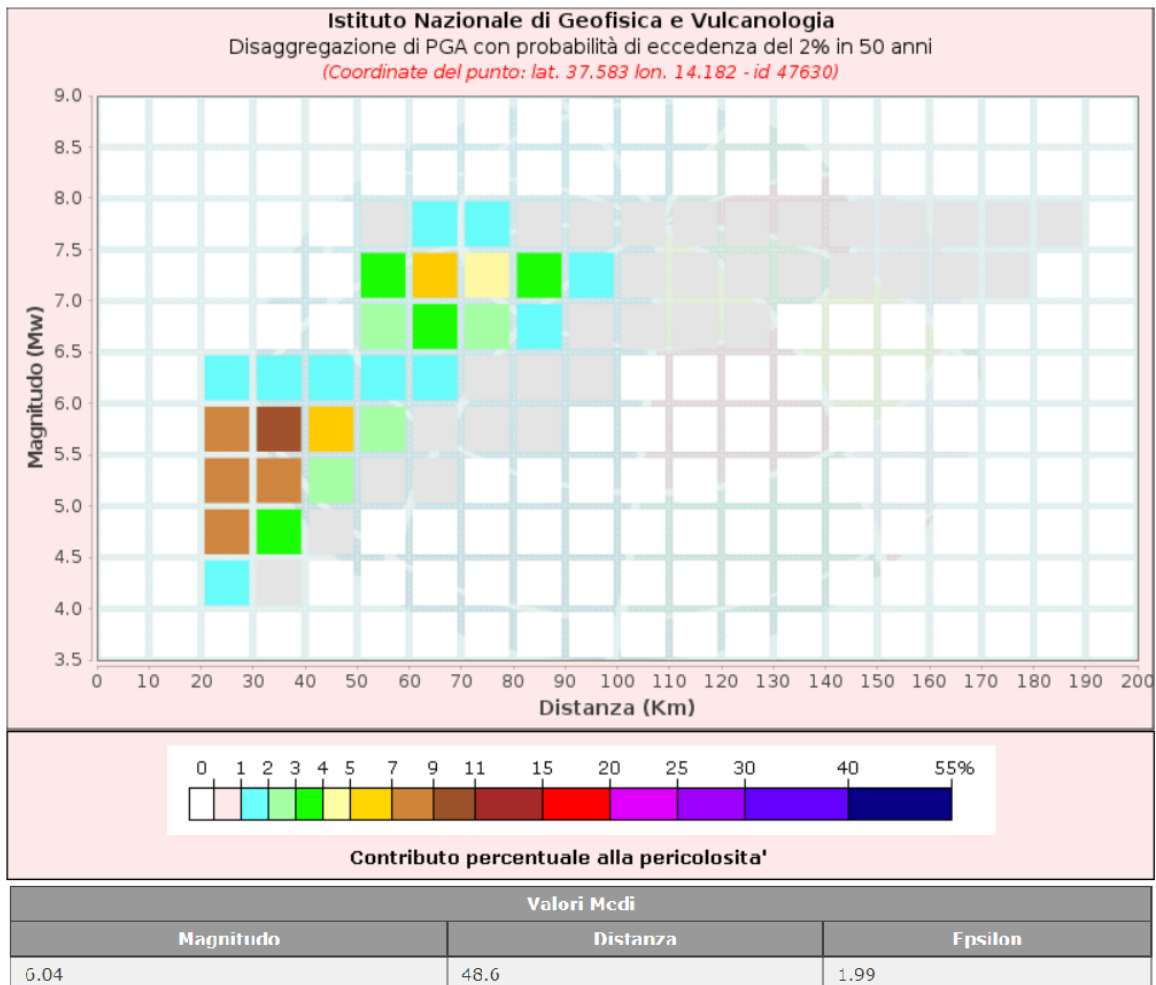 Istituto Nazionale di Geofisica e Vulcanologia
Disaggregazione di PGA con probabilità di eccedenza del 2% in 50 anni
(Coordinate del punto: lat. 37.583 lon. 14.182 - id 47630)
9.0
8.5
8.0
7.5
7.0
6.5
6.0
5.5
5.0
4.5
4.0
3.5
Magnitudo (Mw)
0 10 20 30 40 50 60 70 80 90 100 110 120 130 140 150 160 170 180 190 200
Distanza (Km)
0 1 2 3 4 5 7 9 11 15 20 25 30 40 55%
Contributo percentuale alla pericolosita'
Valori Medi
Magnitudo Distanza Epsilon
6.04 48.6 1.99